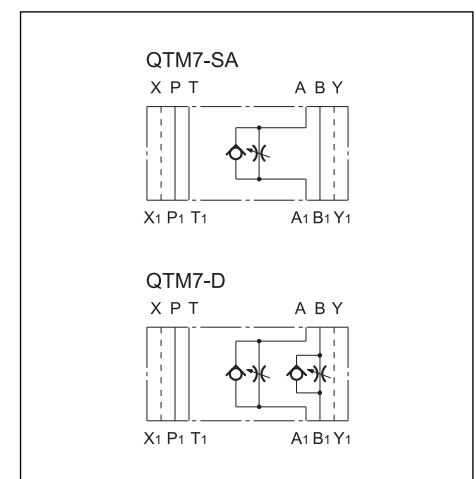 QTM7-SA
X P T A B Y
X1 P1 T1 A1 B1 Y1
QTM7-D
X P T A B Y
X1 P1 T1 A1 B1 Y1